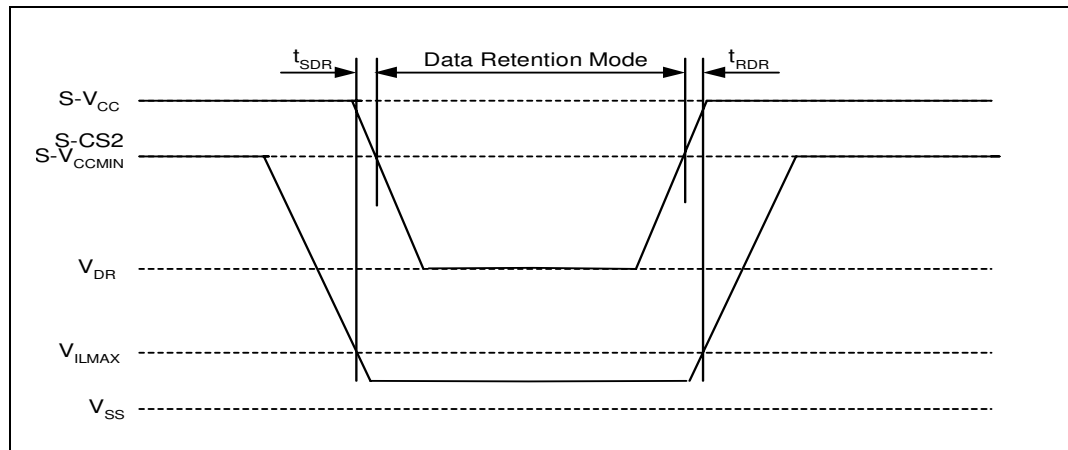 tSDR Data Retention Mode tRDR
S-VCC
S-CS2
S-VCCMIN
VDR
VILMAX
VSS